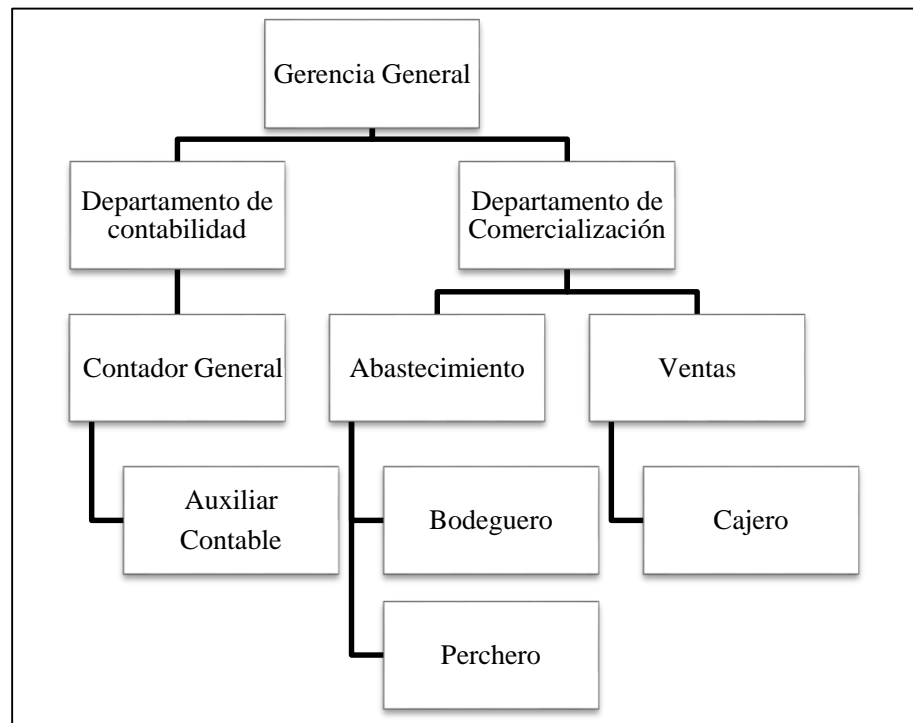 Gerencia General
Departamento de
contabilidad
Departamento de
Comercialización
Contador General
Abastecimiento
Ventas
Auxiliar
Contable
Bodeguero
Cajero
Perchero